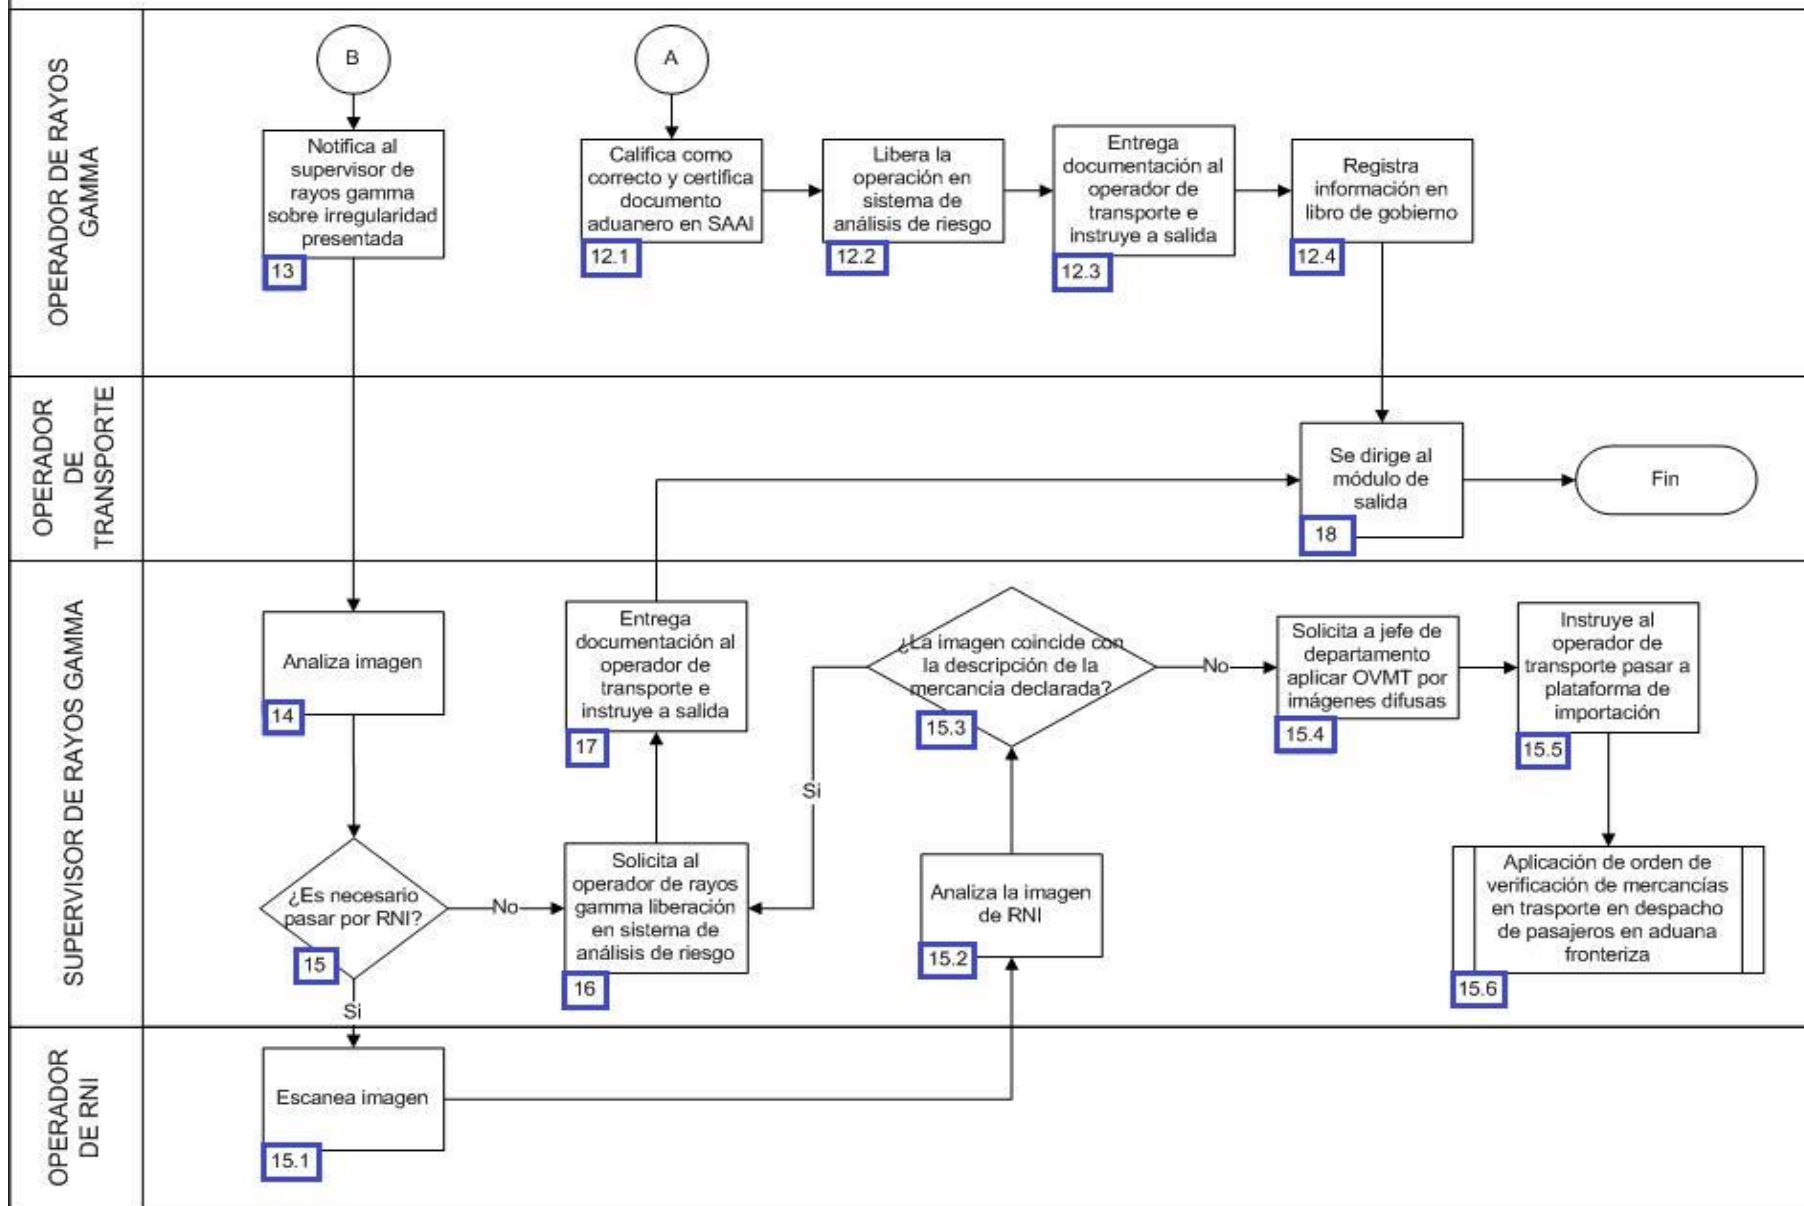 OPERADOR DE RAYOS
GAMMA
B
Notifica al
supervisor de
rayos gamma
sobre irregularidad
presentada
13
A
Califica como
correcto y certifica
documento
aduanero en SAAI
12.1
Libera la
operación en
sistema de
análisis de riesgo
12.2
Entrega
documentación al
operador de
transporte e
instruye a salida
12.3
Registra
información en
libro de gobierno
12.4
OPERADOR
DE
TRANSPORTE
Se dirige al
módulo de
salida
18
Fin
SUPERVISOR DE RAYOS GAMMA
Analiza imagen
14
¿Es necesario
pasar por RNI?
15
No
Si
Entrega
documentación al
operador de
transporte e
instruye a salida
17
Solicita al
operador de rayos
gamma liberación
en sistema de
análisis de riesgo
16
Si
¿La imagen coincide con
la descripción de la
mercancía declarada?
15.3
No
Analiza la imagen
de RNI
15.2
Solicita a jefe de
departamento
aplicar OVMT por
imágenes difusas
15.4
Instruye al
operador de
transporte pasar a
plataforma de
importación
15.5
Aplicación de orden de
verificación de mercancías
en trasporte en despacho
de pasajeros en aduana
fronteriza
15.6
OPERADOR
DE RNI
Escanea imagen
15.1